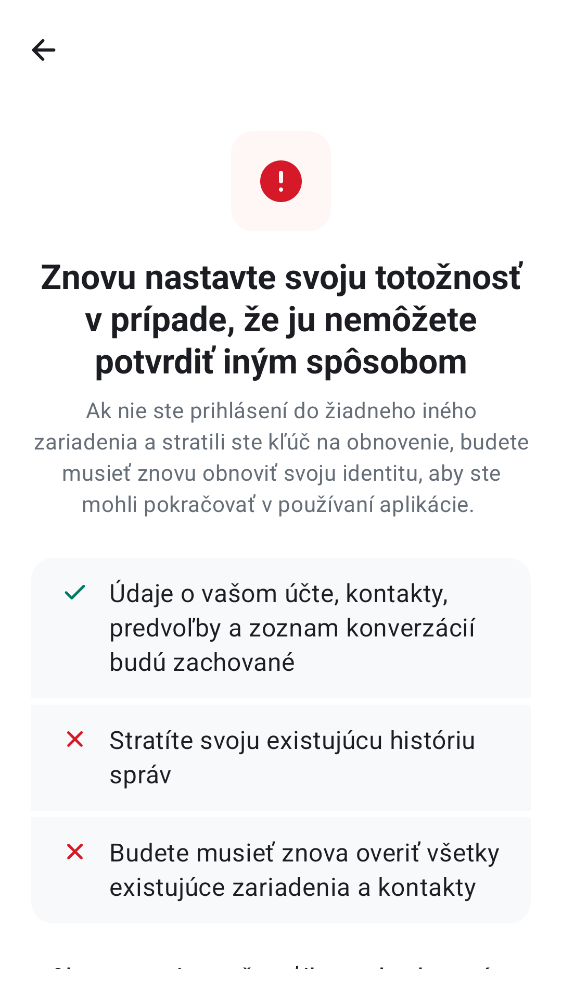 Znovu nastavte svoju totožnosť
v prípade, že ju nemôžete
potvrdiť iným spôsobom
Ak nie ste prihlásení do žiadneho iného
zariadenia a stratili ste kľúč na obnovenie, budete
musieť znovu obnoviť svoju identitu, aby ste
mohli pokračovať v používaní aplikácie.
Údaje o vašom účte, kontakty,
predvoľby a zoznam konverzácií
budú zachované
Stratíte svoju existujúcu históriu
správ
Budete musieť znova overiť všetky
existujúce zariadenia a kontakty